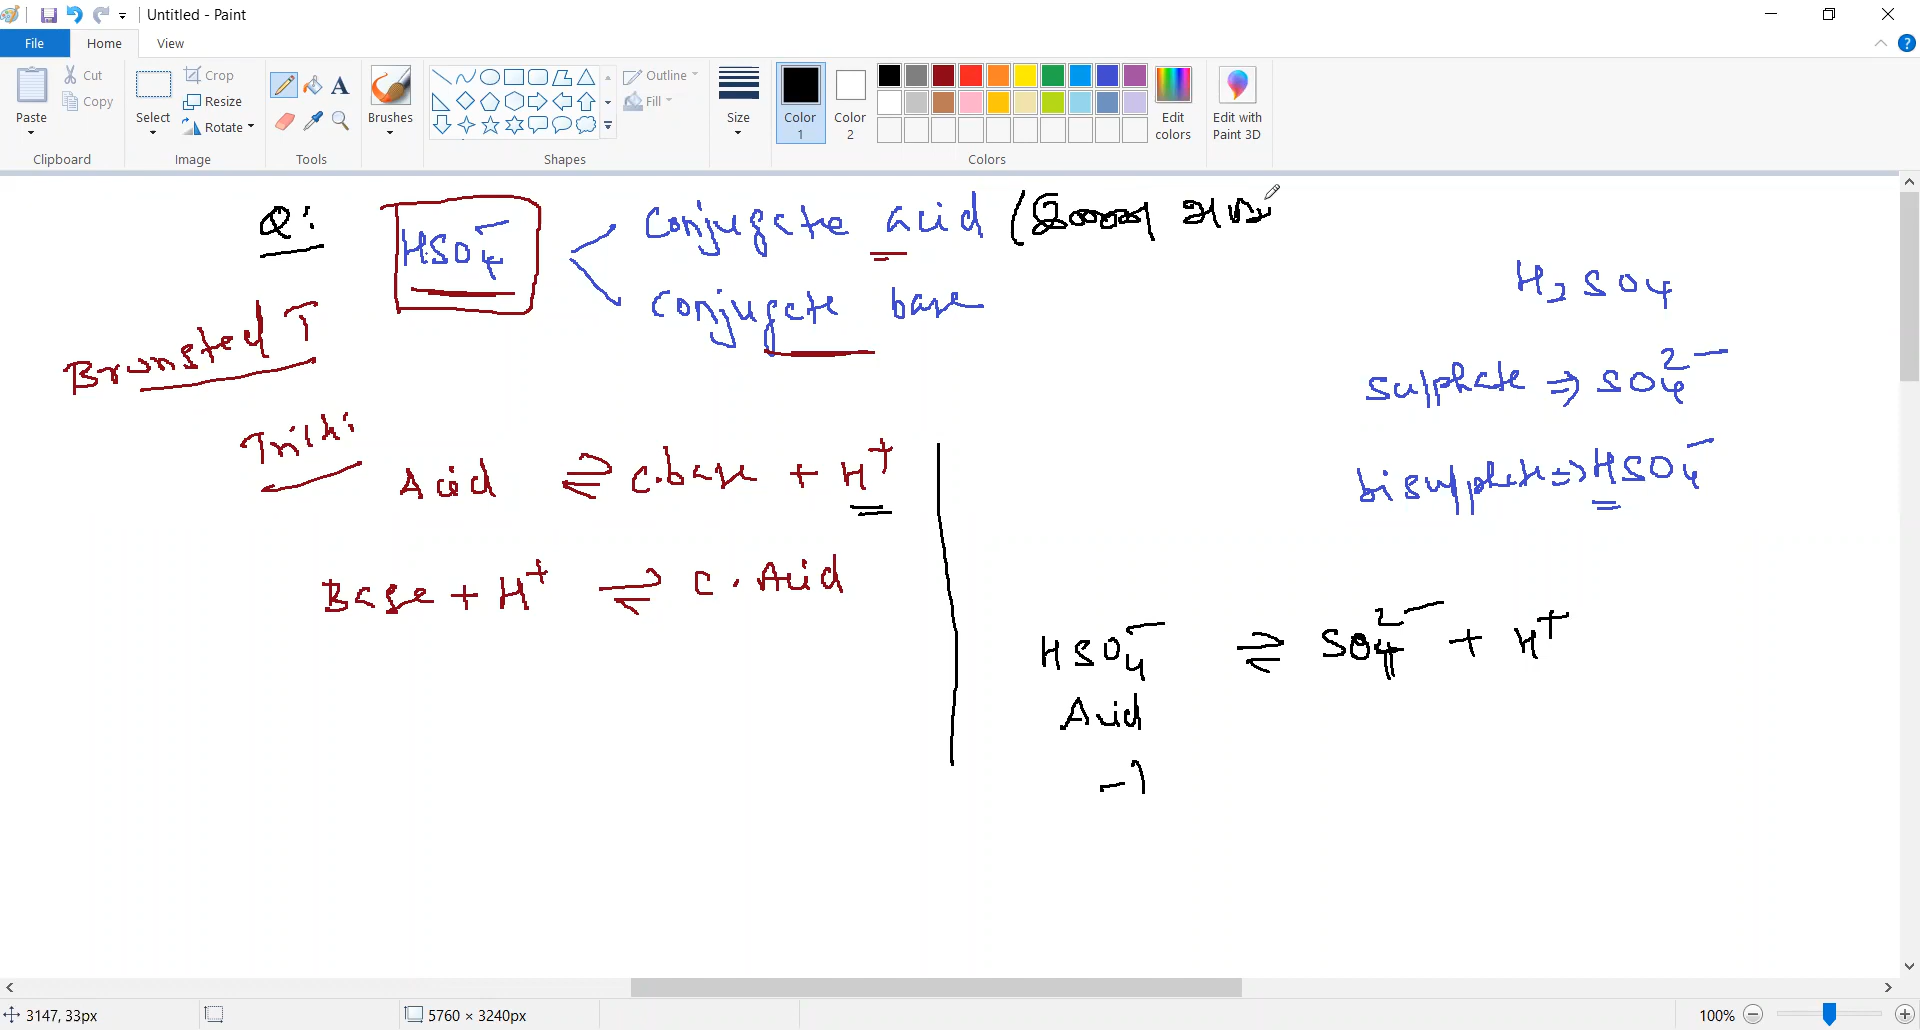 Untitled - Paint
File Home View
Paste
Cut
Copy
Clipboard
Select
Crop
Resize
Rotate
Image
Tools
Brushes
Shapes
Outline
Fill
Size
Color 1
Color 2
Colors
Edit colors
Edit with Paint 3D
Q:
HSO₄⁻
Conjugate acid (
Conjugate base
H₂SO₄
Bronsted T
sulphate ⇒ SO₄²⁻
Trick:
bisulphate ⇒ HSO₄⁻
Acid ⇌ C.base + H⁺
Base + H⁺ ⇌ C. Acid
HSO₄⁻ ⇌ SO₄²⁻ + H⁺
Acid
-1
3147, 33px
5760 × 3240px
100%